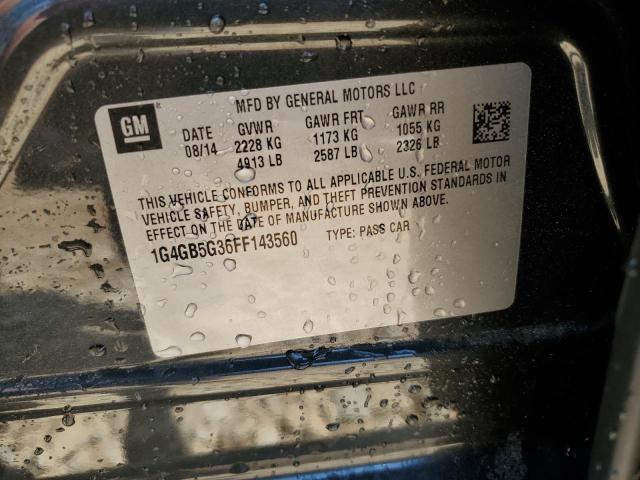 MFD BY GENERAL MOTORS LLC
GM
DATE GVWR GAWR FRT GAWR RR
08/14 2228 KG 1173 KG 1055 KG
4913 LB 2587 LB 2326 LB
THIS VEHICLE CONFORMS TO ALL APPLICABLE U.S. FEDERAL MOTOR
VEHICLE SAFETY, BUMPER, AND THEFT PREVENTION STANDARDS IN
EFFECT ON THE DATE OF MANUFACTURE SHOWN ABOVE.
1G4GB5G36FF143560 TYPE: PASS CAR